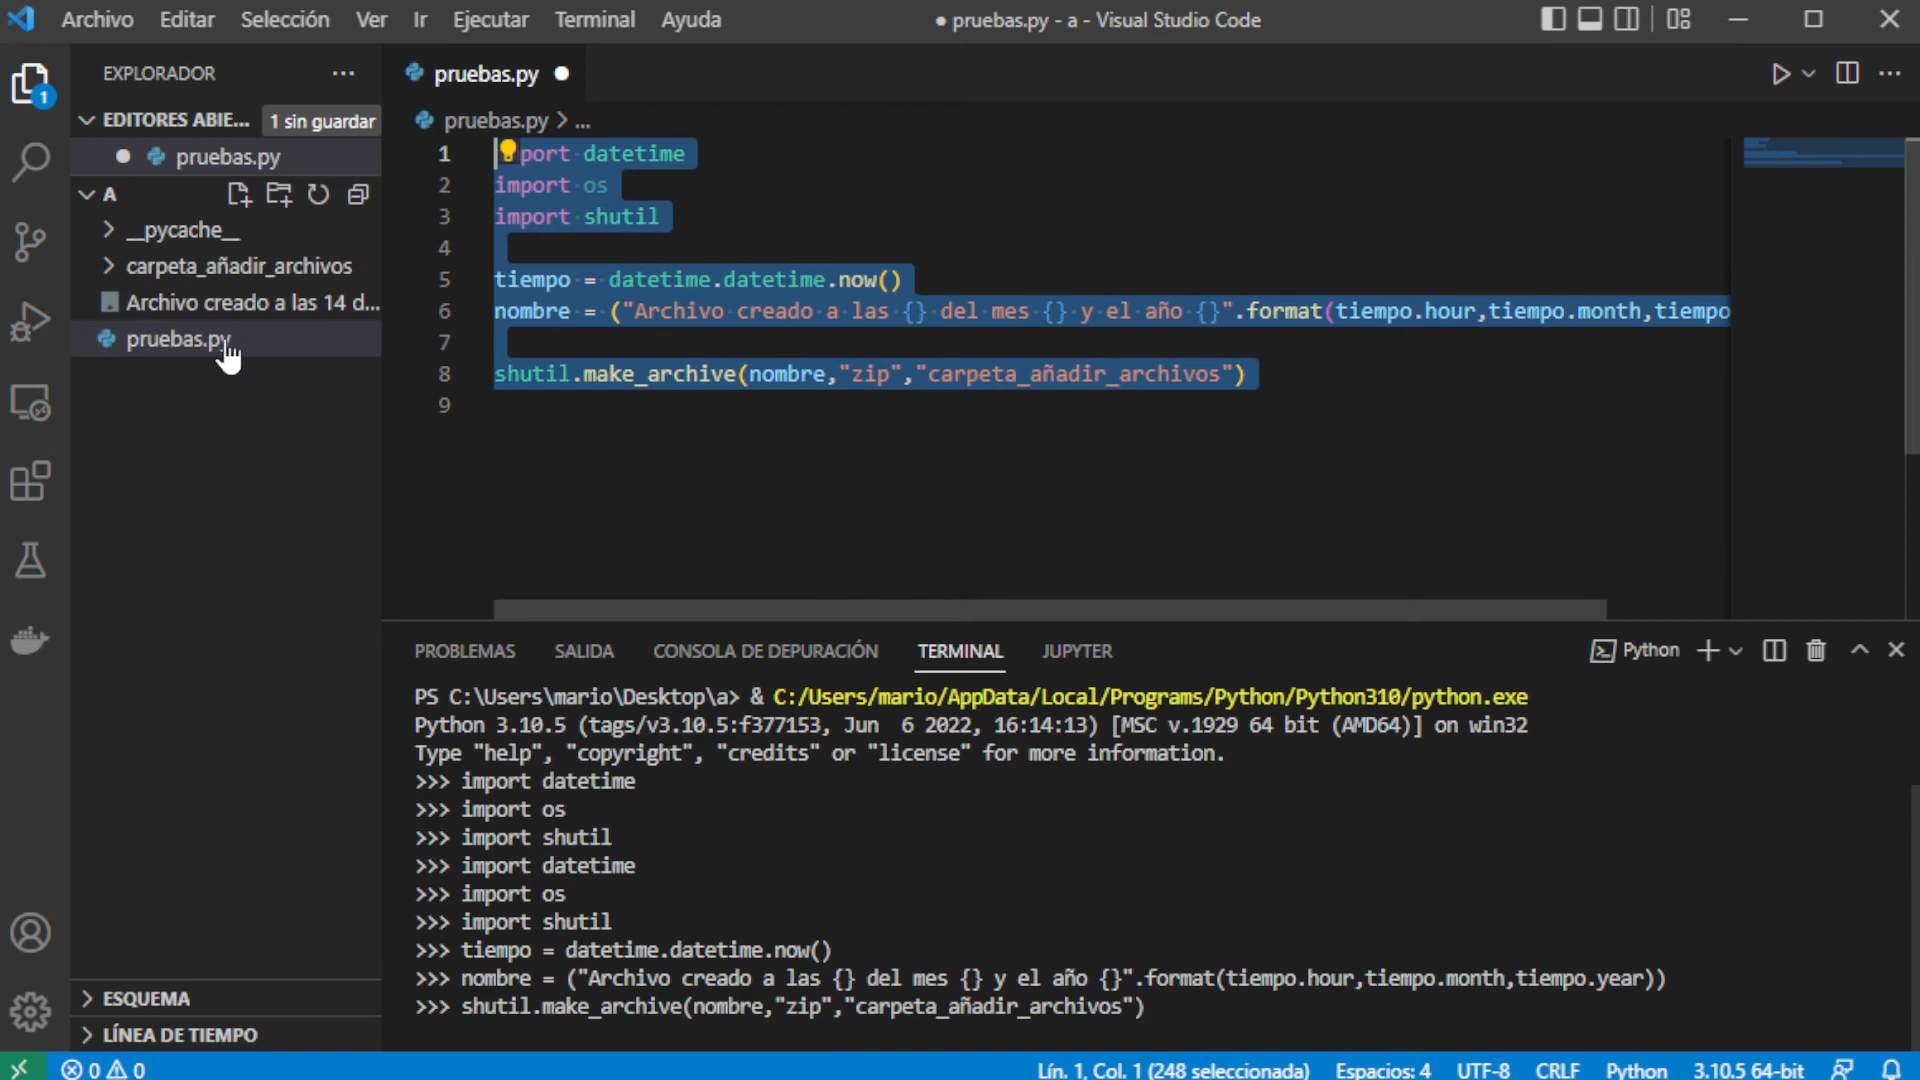 Archivo Editar Selección Ver Ir Ejecutar Terminal Ayuda ● pruebas.py - a - Visual Studio Code
EXPLORADOR
1
EDITORES ABIE... 1 sin guardar
pruebas.py
A
__pycache__
carpeta_añadir_archivos
Archivo creado a las 14 d...
pruebas.py
ESQUEMA
LÍNEA DE TIEMPO
pruebas.py
pruebas.py > ...
1 port datetime
2 import os
3 import shutil
4
5 tiempo = datetime.datetime.now()
6 nombre = ("Archivo creado a las {} del mes {} y el año {}".format(tiempo.hour,tiempo.month,tiempo
7
8 shutil.make_archive(nombre,"zip","carpeta_añadir_archivos")
9
PROBLEMAS SALIDA CONSOLA DE DEPURACIÓN TERMINAL JUPYTER Python
PS C:\Users\mario\Desktop\a> & C:/Users/mario/AppData/Local/Programs/Python/Python310/python.exe
Python 3.10.5 (tags/v3.10.5:f377153, Jun  6 2022, 16:14:13) [MSC v.1929 64 bit (AMD64)] on win32
Type "help", "copyright", "credits" or "license" for more information.
>>> import datetime
>>> import os
>>> import shutil
>>> import datetime
>>> import os
>>> import shutil
>>> tiempo = datetime.datetime.now()
>>> nombre = ("Archivo creado a las {} del mes {} y el año {}".format(tiempo.hour,tiempo.month,tiempo.year))
>>> shutil.make_archive(nombre,"zip","carpeta_añadir_archivos")
0 0 Lín. 1, Col. 1 (248 seleccionada) Espacios: 4 UTF-8 CRLF Python 3.10.5 64-bit